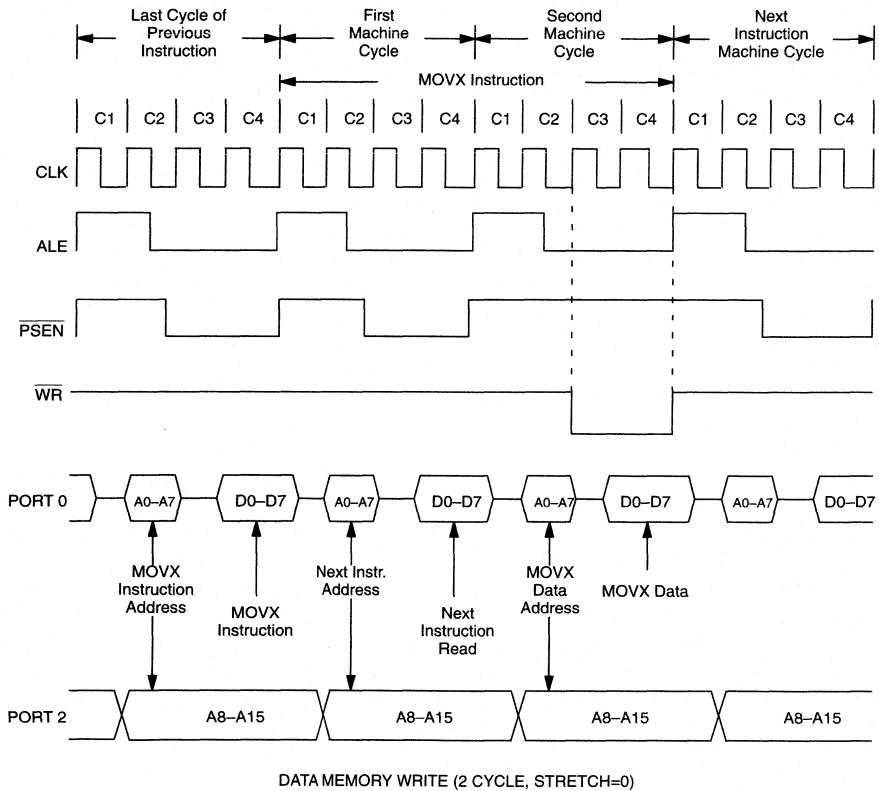 Last Cycle of
Previous
Instruction
First
Machine
Cycle
Second
Machine
Cycle
Next
Instruction
Machine Cycle
MOVX Instruction
C1 C2 C3 C4 C1 C2 C3 C4 C1 C2 C3 C4 C1 C2 C3 C4
CLK
ALE
PSEN
WR
PORT 0
A0–A7 D0–D7 A0–A7 D0–D7 A0–A7 D0–D7 A0–A7 D0–D7
MOVX
Instruction
Address
MOVX
Instruction
Next Instr.
Address
Next
Instruction
Read
MOVX
Data
Address
MOVX Data
PORT 2
A8–A15 A8–A15 A8–A15 A8–A15
DATA MEMORY WRITE (2 CYCLE, STRETCH=0)